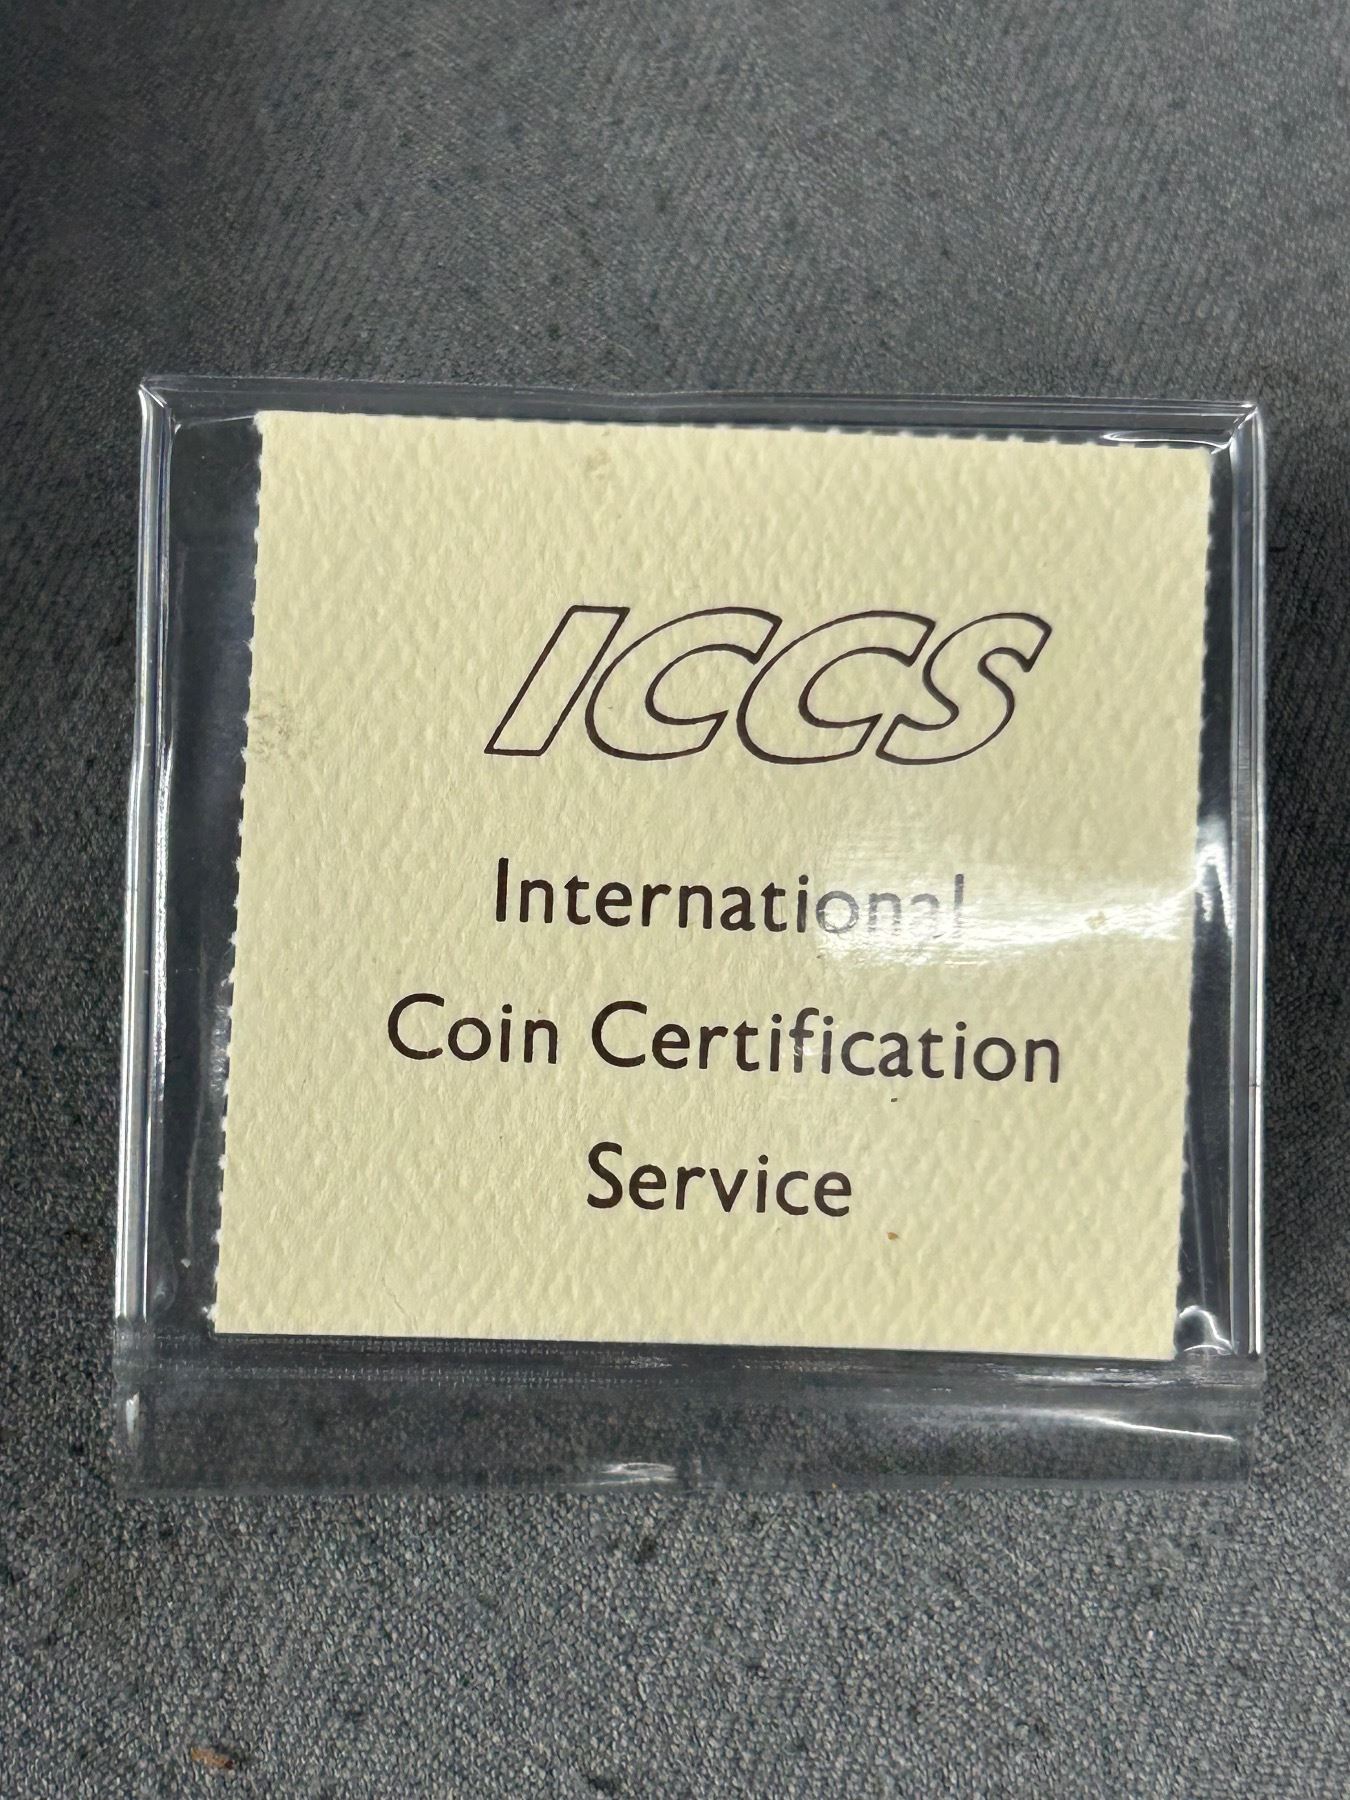 ICCS
International
Coin Certification
Service